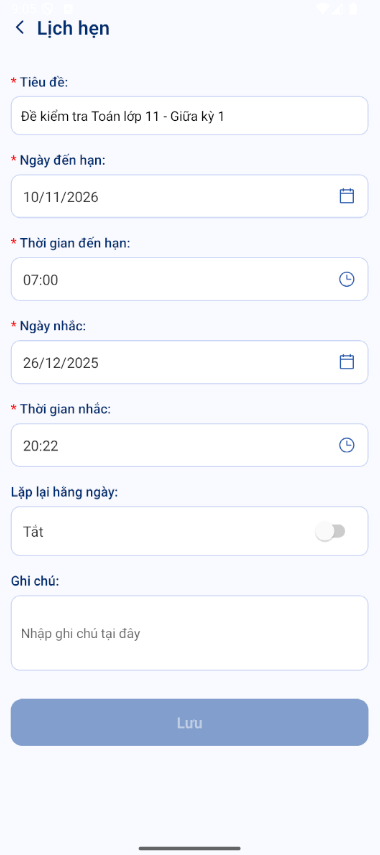 Lịch hẹn
* Tiêu đề:
Đề kiểm tra Toán lớp 11 - Giữa kỳ 1
* Ngày đến hạn:
10/11/2026
* Thời gian đến hạn:
07:00
* Ngày nhắc:
26/12/2025
* Thời gian nhắc:
20:22
Lặp lại hằng ngày:
Tắt
Ghi chú:
Nhập ghi chú tại đây
Lưu